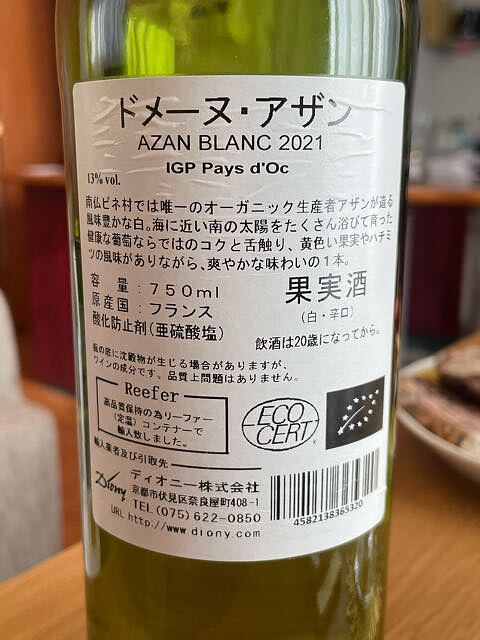 ドメーヌ・アザン
AZAN BLANC 2021
IGP Pays d'Oc
13% vol.
南仏ピネ村では唯一のオーガニック生産者アザンが造る
風味豊かな白。海に近い南の太陽をたくさん浴びて育った
健康な葡萄ならではのコクと舌触り、黄色い果実やハチミ
ツの風味がありながら、爽やかな味わいの1本。
容 量：750ml
原産国：フランス
酸化防止剤(亜硫酸塩)
果実酒
(白・辛口)
飲酒は20歳になってから。
瓶の底に沈殿物が生じる場合がありますが、
ワインの成分です。品質上問題はありません。
Reefer
高品質保持の為リーファー
(定温)コンテナーで
輸入致しました。
ECO
CERT
輸入業者及び引取先
Diony
ディオニー株式会社
京都市伏見区奈良屋町408-1
TEL(075)622-0850
URL http://www.diony.com
4582138365320